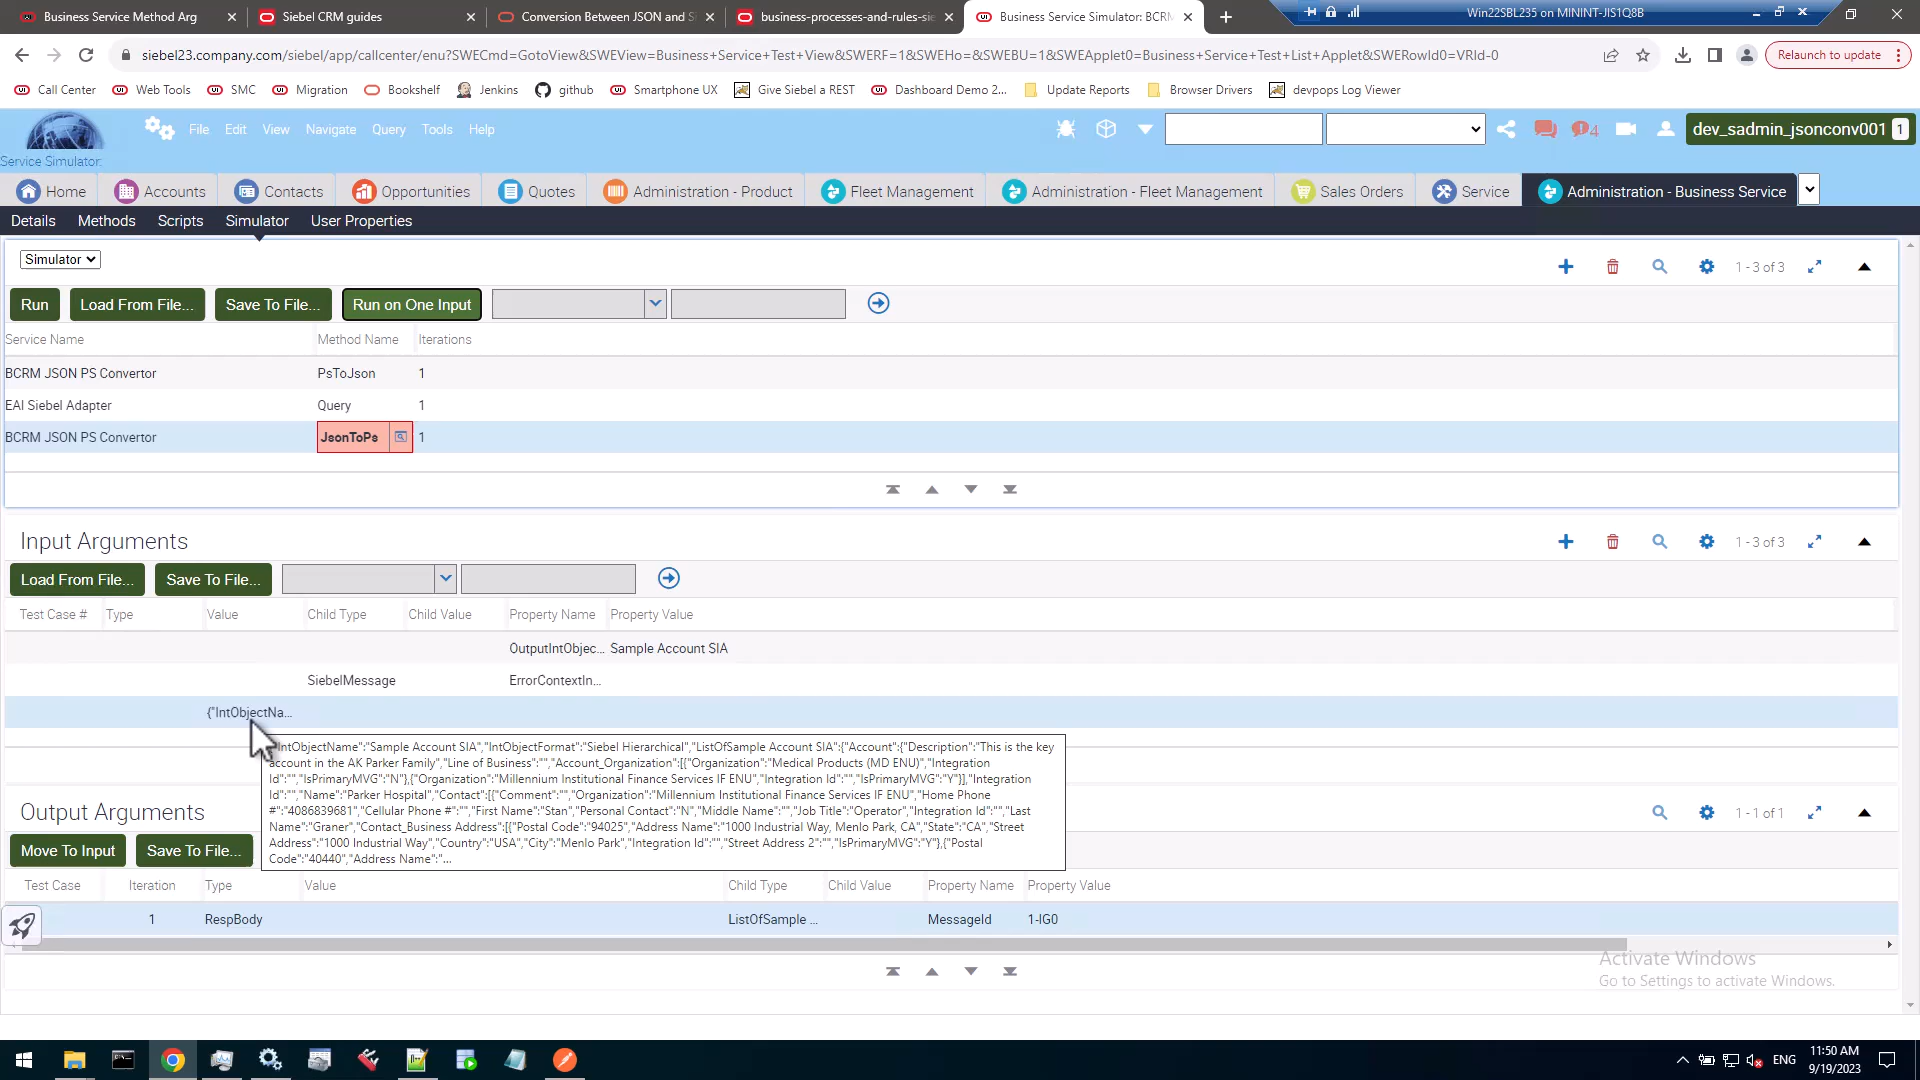 Business Service Method Arg
Siebel CRM guides
Conversion Between JSON and S
business-processes-and-rules-sie
Business Service Simulator: BCRM
Win22SBL235 on MININT-JIS1Q8B
siebel23.company.com/siebel/app/callcenter/enu?SWECmd=GotoView&SWEView=Business+Service+Test+View&SWERF=1&SWEHo=&SWEBU=1&SWEApplet0=Business+Service+Test+List+Applet&SWERowId0=VRId-0
Relaunch to update
Call Center
Web Tools
SMC
Migration
Bookshelf
Jenkins
github
Smartphone UX
Give Siebel a REST
Dashboard Demo 2...
Update Reports
Browser Drivers
devpops Log Viewer
File Edit View Navigate Query Tools Help
4
dev_sadmin_jsonconv001 1
Service Simulator:
Home
Accounts
Contacts
Opportunities
Quotes
Administration - Product
Fleet Management
Administration - Fleet Management
Sales Orders
Service
Administration - Business Service
Details Methods Scripts Simulator User Properties
Simulator
1 - 3 of 3
Run
Load From File...
Save To File...
Run on One Input
Service Name Method Name Iterations
BCRM JSON PS Convertor PsToJson 1
EAI Siebel Adapter Query 1
BCRM JSON PS Convertor JsonToPs 1
Input Arguments
1 - 3 of 3
Load From File...
Save To File...
Test Case # Type Value Child Type Child Value Property Name Property Value
OutputIntObjec... Sample Account SIA
SiebelMessage ErrorContextIn...
{"IntObjectNa...
IntObjectName":"Sample Account SIA","IntObjectFormat":"Siebel Hierarchical","ListOfSample Account SIA":{"Account":{"Description":"This is the key
account in the AK Parker Family","Line of Business":"","Account_Organization":[{"Organization":"Medical Products (MD ENU)","Integration
Id":"","IsPrimaryMVG":"N"},{"Organization":"Millennium Institutional Finance Services IF ENU","Integration Id":"","IsPrimaryMVG":"Y"}],"Integration
Id":"","Name":"Parker Hospital","Contact":[{"Comment":"","Organization":"Millennium Institutional Finance Services IF ENU","Home Phone
#":"4086839681","Cellular Phone #":"","First Name":"Stan","Personal Contact":"N","Middle Name":"","Job Title":"Operator","Integration Id":"","Last
Name":"Graner","Contact_Business Address":[{"Postal Code":"94025","Address Name":"1000 Industrial Way, Menlo Park, CA","State":"CA","Street
Address":"1000 Industrial Way","Country":"USA","City":"Menlo Park","Integration Id":"","Street Address 2":"","IsPrimaryMVG":"Y"},{"Postal
Code":"40440","Address Name":"...
Output Arguments
1 - 1 of 1
Move To Input
Save To File...
Test Case Iteration Type Value Child Type Child Value Property Name Property Value
1 RespBody ListOfSample ... MessageId 1-IG0
Activate Windows
Go to Settings to activate Windows.
ENG
11:50 AM
9/19/2023